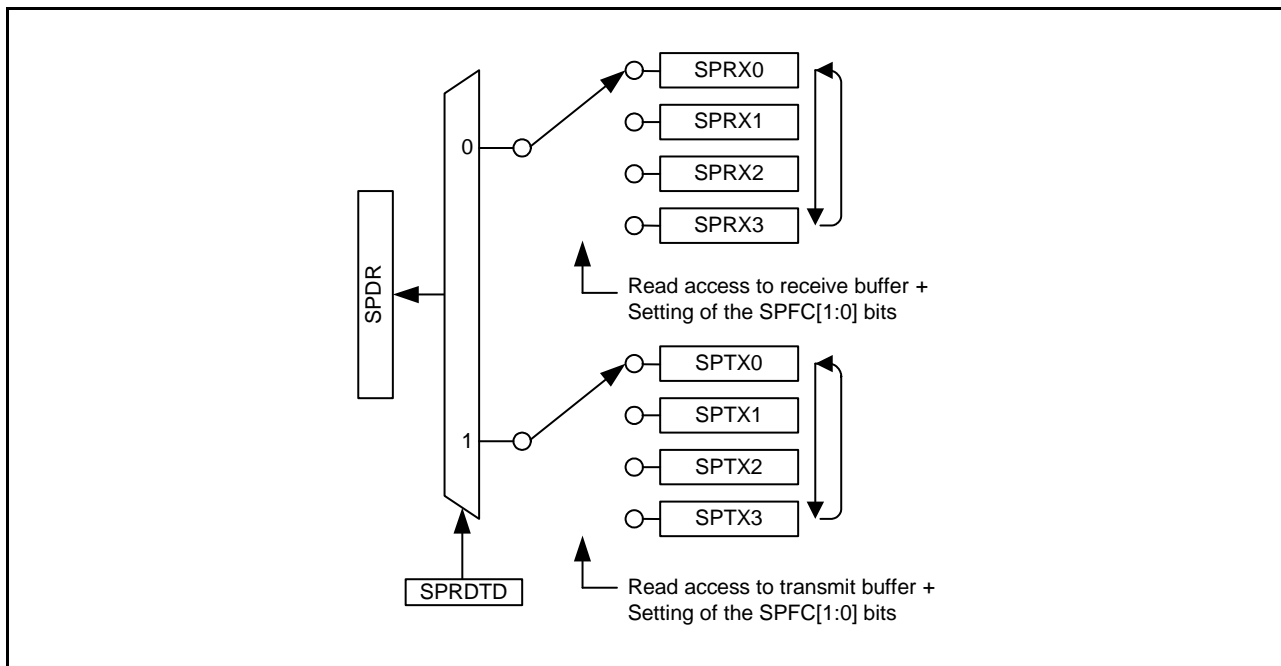 SPRX0
0
SPRX1
SPRX2
SPRX3
SPDR
Read access to receive buffer +
Setting of the SPFC[1:0] bits
SPTX0
SPTX1
1
SPTX2
SPTX3
SPRDTD
Read access to transmit buffer +
Setting of the SPFC[1:0] bits